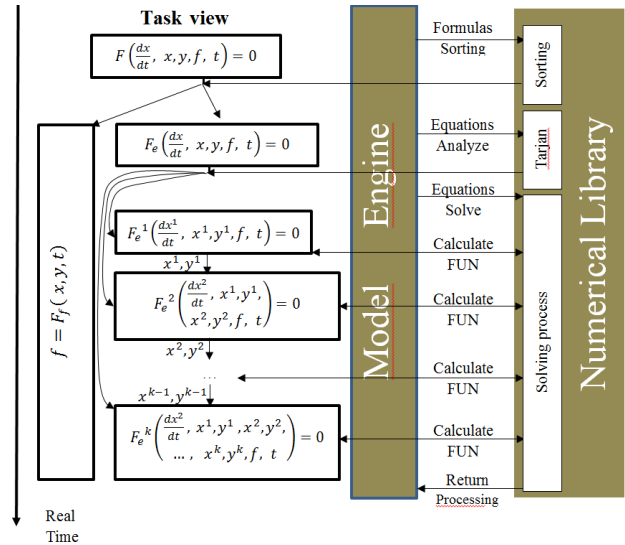 Task view
F(dx/dt, x,y,f, t) = 0
Formulas
Sorting
Sorting
F_e(dx/dt, x,y,f, t) = 0
Equations
Analyze
Tarjan
Equations
Solve
F_e^1(dx^1/dt, x^1,y^1,f, t) = 0
x^1,y^1
Calculate
FUN
F_e^2(dx^2/dt, x^1,y^1,
x^2,y^2,f, t) = 0
x^2,y^2
Calculate
FUN
...
x^{k-1},y^{k-1}
Calculate
FUN
F_e^k(dx^2/dt, x^1,y^1,x^2,y^2,
..., x^k,y^k,f, t) = 0
Calculate
FUN
Return
Processing
f = F_f( x,y,t)
Model Engine
Solving process
Numerical Library
Real
Time